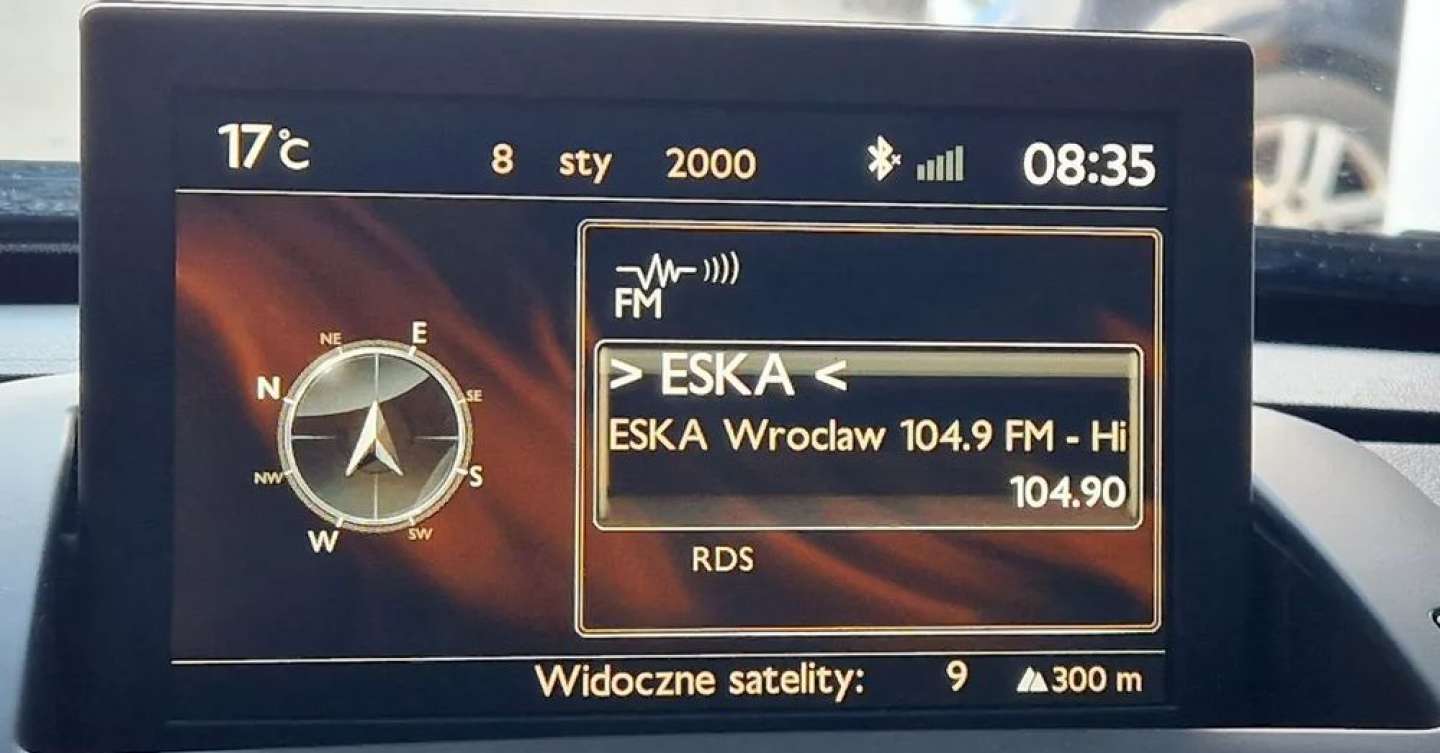 17°C 8 sty 2000 08:35
FM
> ESKA <
ESKA Wroclaw 104.9 FM - Hi
104.90
RDS
NE E
N SE
NW S
W SW
Widoczne satelity: 9 300 m